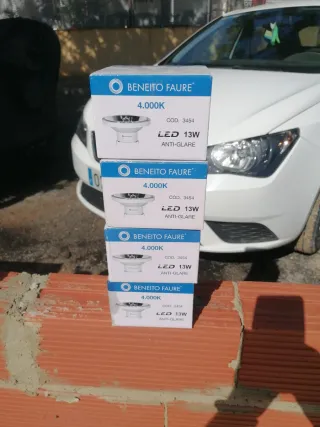 BENEITO FAURE
4.000K
COD. 3454
LED 13W
ANTI-GLARE
BENEITO FAURE
4.000K
COD. 3454
LED 13W
ANTI-GLARE
BENEITO FAURE
4.000K
LED 13W
ANTI-GLARE
BENEITO FAURE
4.000K
LED 13W
ANTI-GLARE